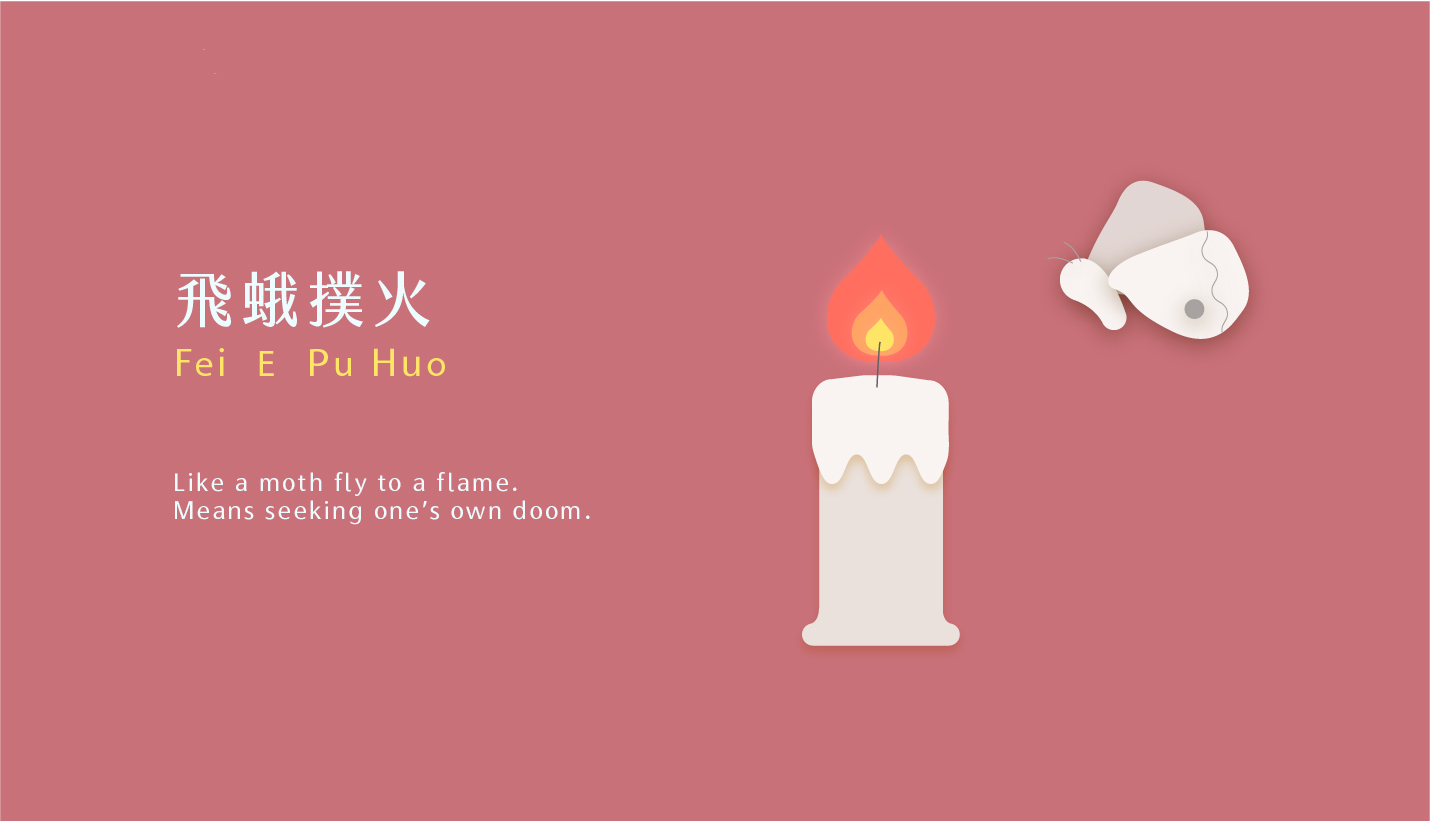 飛蛾撲火
Fei E Pu Huo
Like a moth fly to a flame.
Means seeking one’s own doom.